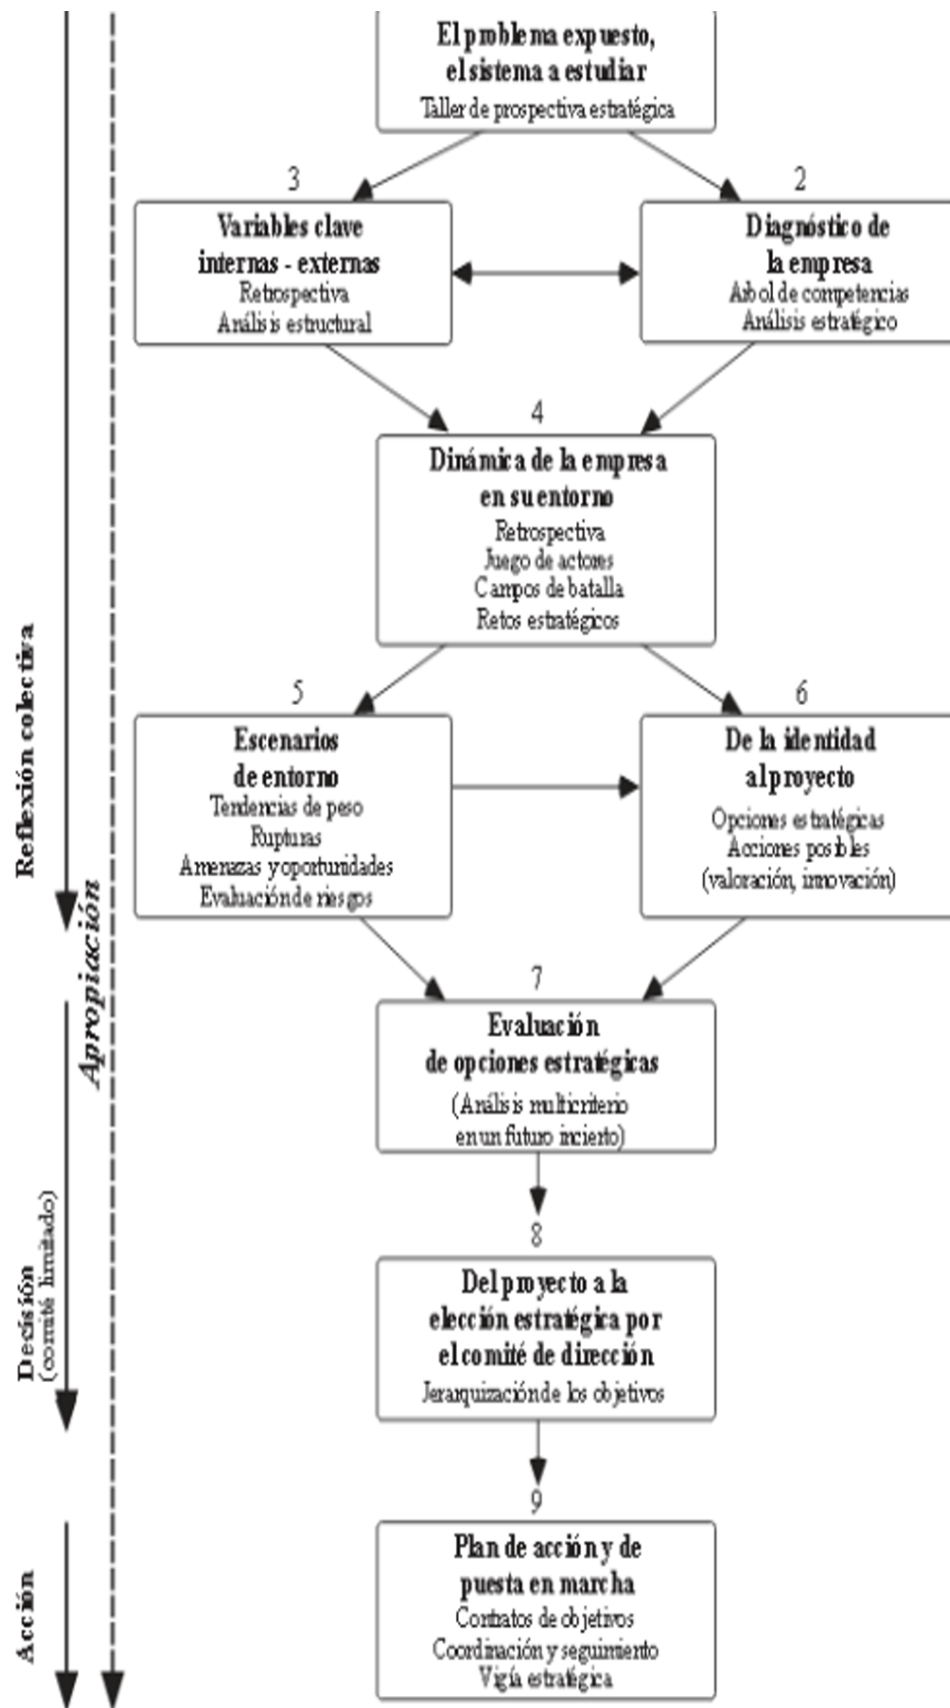 El problema expuesto,
el sistema a estudiar
Taller de prospectiva estratégica
3
Variables clave
internas - externas
Retrospectiva
Análisis estructural
2
Diagnóstico de
la empresa
Arbol de competencias
Análisis estratégico
4
Dinámica de la empresa
en su entorno
Retrospectiva
Juego de actores
Campos de batalla
Retos estratégicos
5
Escenarios
de entorno
Tendencias de peso
Rupturas
Amenazas y oportunidades
Evaluación de riesgos
6
De la identidad
al proyecto
Opciones estratégicas
Acciones posibles
(valoración, innovación)
7
Evaluación
de opciones estratégicas
(Análisis multicriterio
en un futuro incierto)
8
Del proyecto a la
elección estratégica por
el comité de dirección
Jerarquización de los objetivos
9
Plan de acción y de
puesta en marcha
Contratos de objetivos
Coordinación y seguimiento
Vigía estratégica
Reflexión colectiva
Apropiación
Decisión
(comité limitado)
Acción